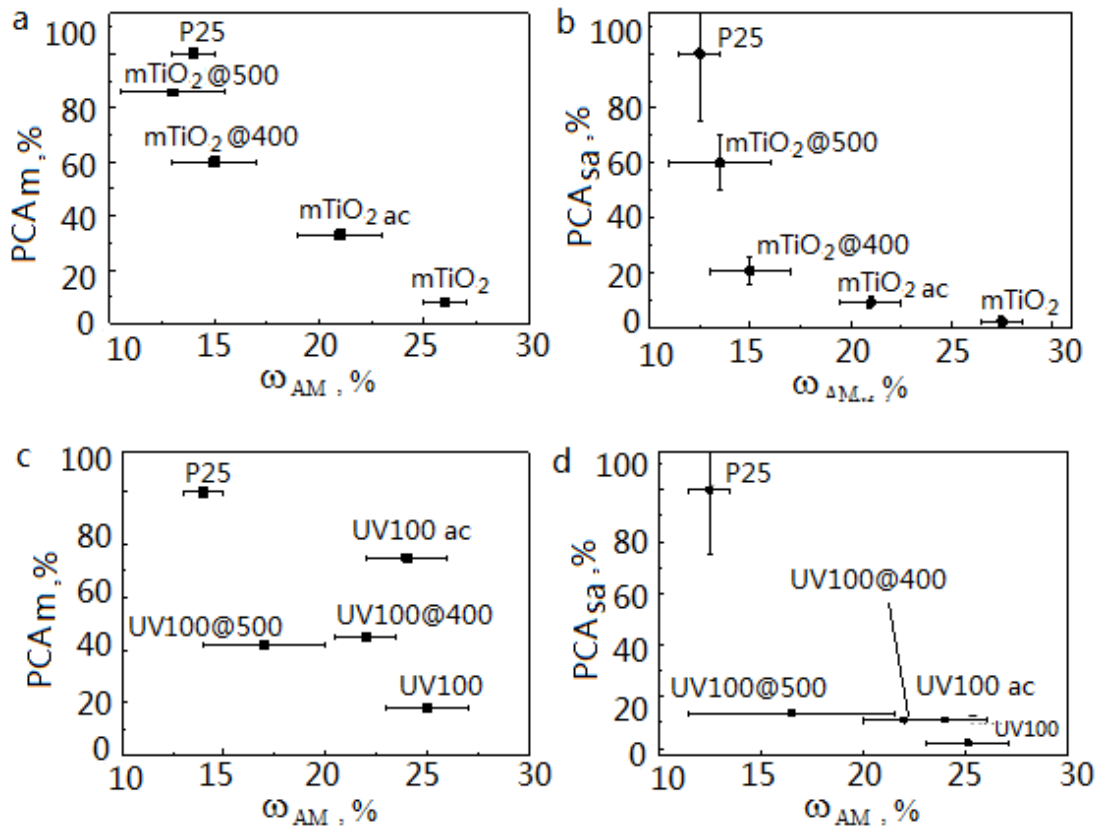 a
100
80
60
40
20
0
PCAm ,%
P25
mTiO2 @500
mTiO2 @400
mTiO2 ac
mTiO2
10 15 20 25 30
ωAM , %
b
100
80
60
40
20
0
PCAsa ,%
P25
mTiO2@500
mTiO2@400
mTiO2 ac
mTiO2
10 15 20 25 30
ω %
c
100
80
60
40
20
0
PCAm ,%
P25
UV100 ac
UV100@500
UV100@400
UV100
10 15 20 25 30
ωAM , %
d
100
80
60
40
20
0
PCAsa ,%
P25
UV100@400
UV100@500
UV100 ac
UV100
10 15 20 25 30
ωAM , %